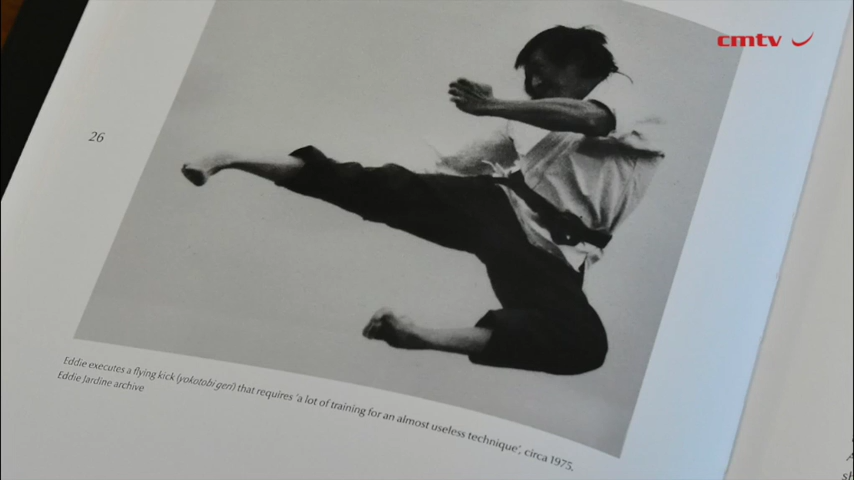 cmtv
26
Eddie executes a flying kick (yokotobi geri) that requires 'a lot of training for an almost useless technique', circa 1975.
Eddie Jardine archive